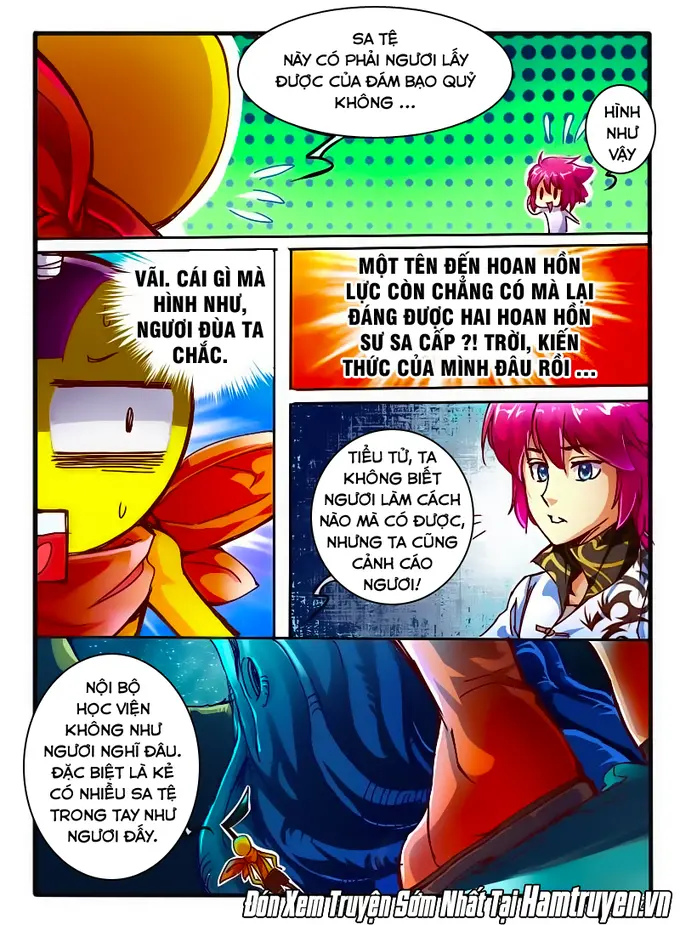 SA TỆ
NÀY CÓ PHẢI NGƯƠI LẤY
ĐƯỢC CỦA ĐÁM BẠO QUỶ
KHÔNG ...
HÌNH
NHƯ
VẬY
VÃI. CÁI GÌ MÀ
HÌNH NHƯ,
NGƯƠI ĐÙA TA
CHẮC.
MỘT TÊN ĐẾN HOAN HỒN
LỰC CÒN CHẲNG CÓ MÀ LẠI
ĐÁNG ĐƯỢC HAI HOAN HỒN
SƯ SA CẤP ?! TRỜI, KIẾN
THỨC CỦA MÌNH ĐÂU RỒI ...
TIỂU TỬ, TA
KHÔNG BIẾT
NGƯƠI LÀM CÁCH
NÀO MÀ CÓ ĐƯỢC,
NHƯNG TA CŨNG
CẢNH CÁO
NGƯƠI!
NỘI BỘ
HỌC VIỆN
KHÔNG NHƯ
NGƯƠI NGHĨ ĐÂU.
ĐẶC BIỆT LÀ KẺ
CÓ NHIỀU SA TỆ
TRONG TAY NHƯ
NGƯƠI ĐẤY.
Đón Xem Truyện Sớm Nhất Tại Hamtruyen.vn